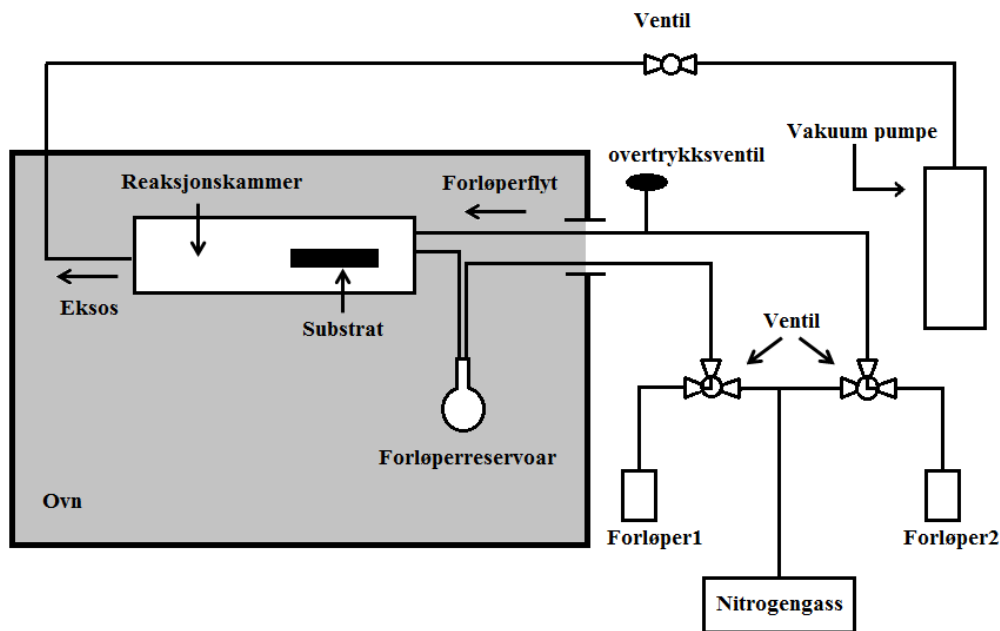 Ventil
Vakuum pumpe
overtrykksventil
Reaksjonskammer
Forløperflyt
Eksos
Substrat
Ventil
Forløperreservoar
Ovn
Forløper1
Forløper2
Nitrogengass